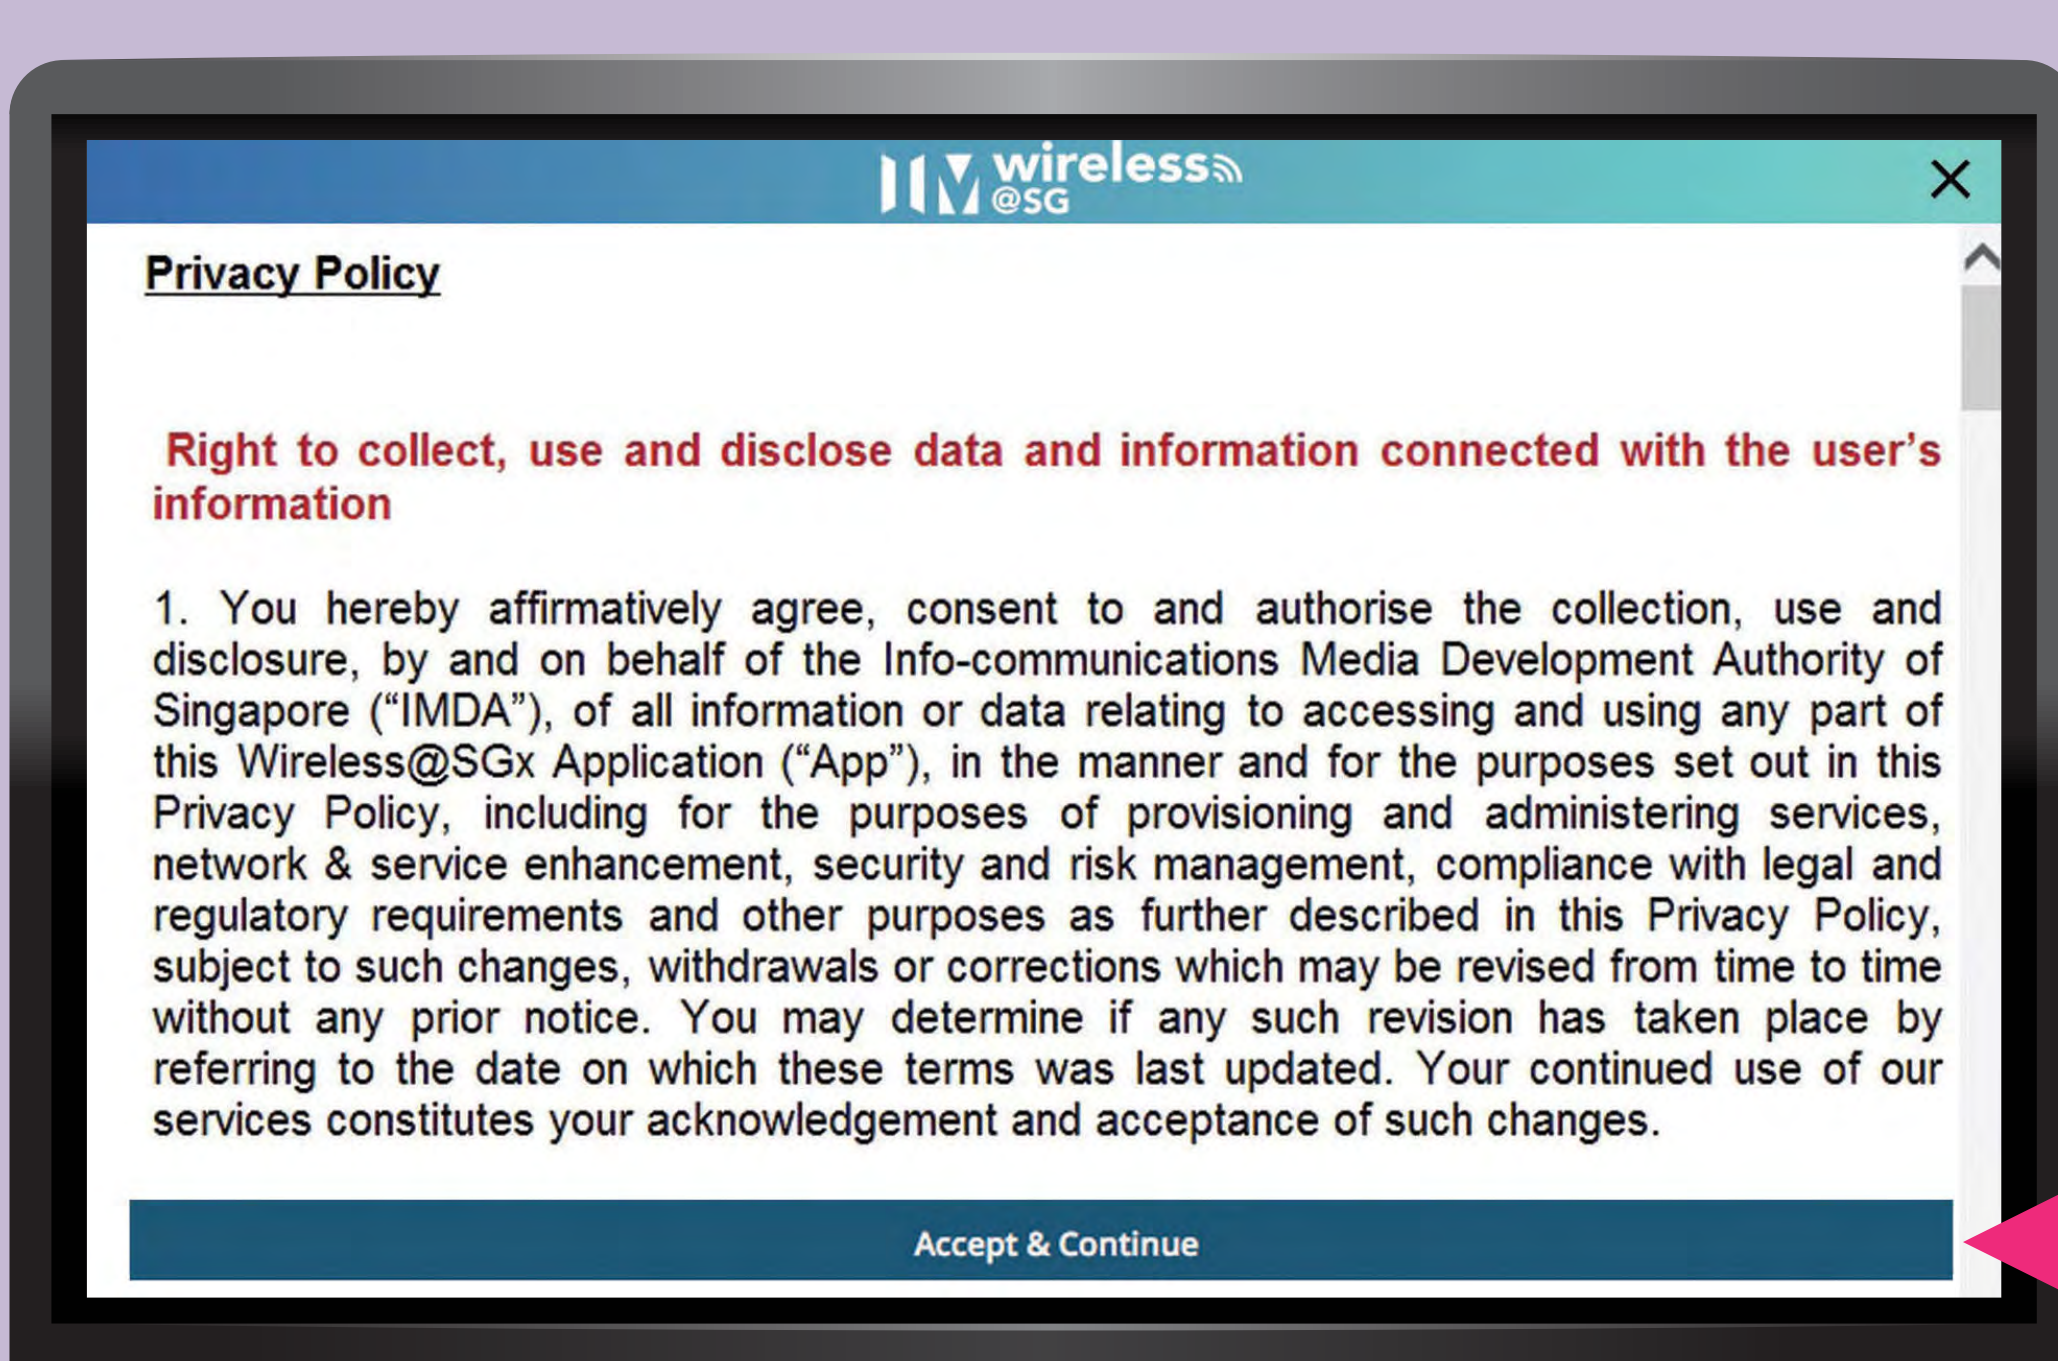 wireless
@SG
Privacy Policy
Right to collect, use and disclose data and information connected with the user's
information
1. You hereby affirmatively agree, consent to and authorise the collection, use and
disclosure, by and on behalf of the Info-communications Media Development Authority of
Singapore (“IMDA”), of all information or data relating to accessing and using any part of
this Wireless@SGx Application (“App”), in the manner and for the purposes set out in this
Privacy Policy, including for the purposes of provisioning and administering services,
network & service enhancement, security and risk management, compliance with legal and
regulatory requirements and other purposes as further described in this Privacy Policy,
subject to such changes, withdrawals or corrections which may be revised from time to time
without any prior notice. You may determine if any such revision has taken place by
referring to the date on which these terms was last updated. Your continued use of our
services constitutes your acknowledgement and acceptance of such changes.
Accept & Continue